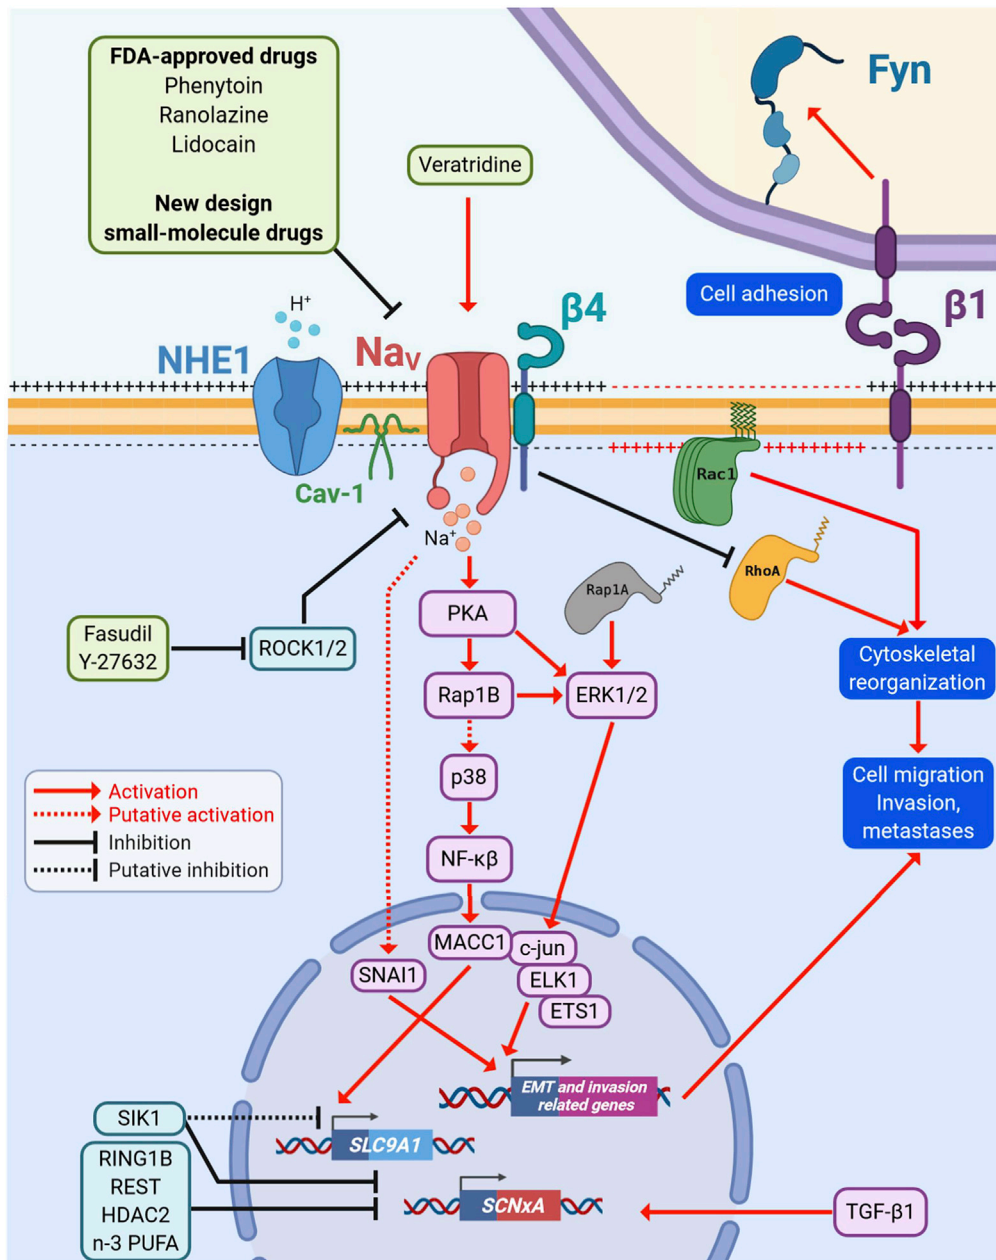 FDA-approved drugs
Phenytoin
Ranolazine
Lidocain
New design
small-molecule drugs
Veratridine
Fyn
Cell adhesion
β1
β4
H⁺
NHE1
Naᵥ
Cav-1
Na⁺
Rac1
RhoA
Rap1A
Fasudil
Y-27632
ROCK1/2
PKA
Rap1B
ERK1/2
p38
NF-κβ
Cytoskeletal
reorganization
Cell migration
Invasion,
metastases
Activation
Putative activation
Inhibition
Putative inhibition
MACC1
c-jun
SNAI1
ELK1
ETS1
EMT and invasion
related genes
SIK1
SLC9A1
RING1B
REST
HDAC2
n-3 PUFA
SCNxA
TGF-β1